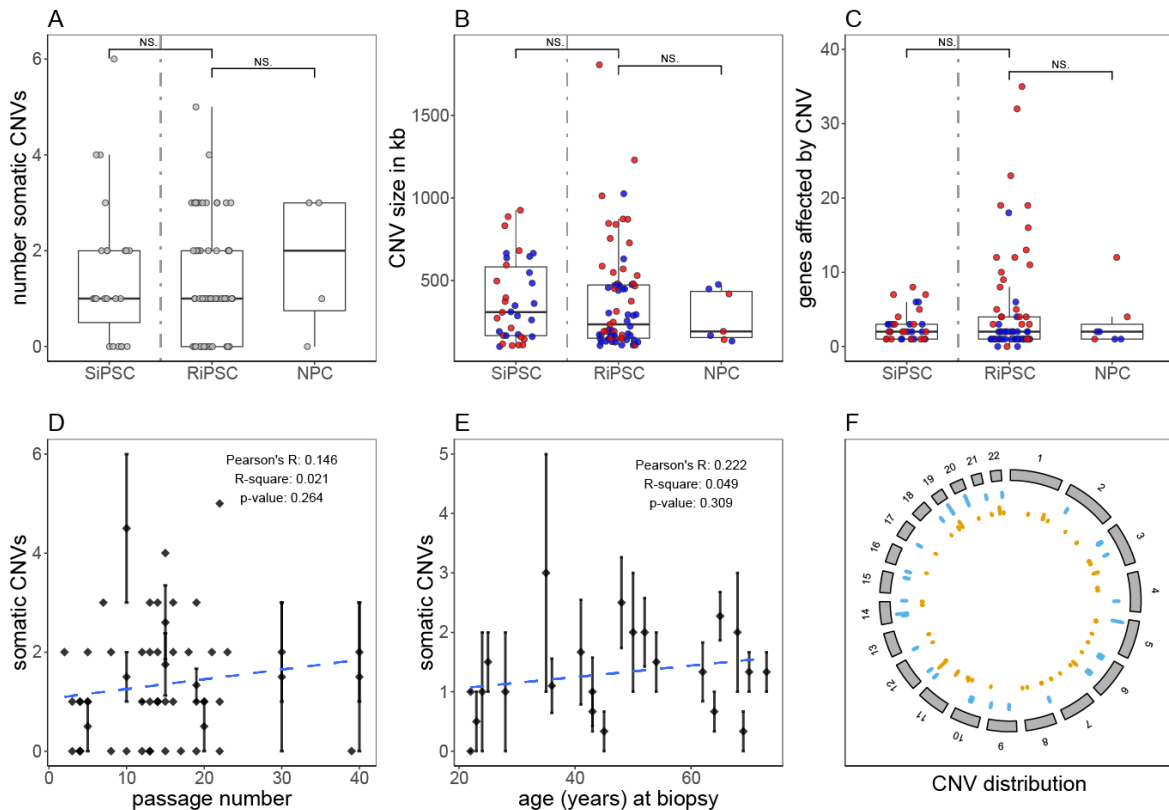 A
number somatic CNVs
6
4
2
0
NS.
NS.
SiPSC RiPSC NPC
B
CNV size in kb
1500
1000
500
NS.
NS.
SiPSC RiPSC NPC
C
genes affected by CNV
40
30
20
10
0
NS.
NS.
SiPSC RiPSC NPC
D
somatic CNVs
6
4
2
0
Pearson's R: 0.146
R-square: 0.021
p-value: 0.264
0 10 20 30 40
passage number
E
somatic CNVs
5
4
3
2
1
0
Pearson's R: 0.222
R-square: 0.049
p-value: 0.309
20 40 60
age (years) at biopsy
F
1
2
3
4
5
6
7
8
9
10
11
12
13
14
15
16
17
18
19
20
21
22
CNV distribution